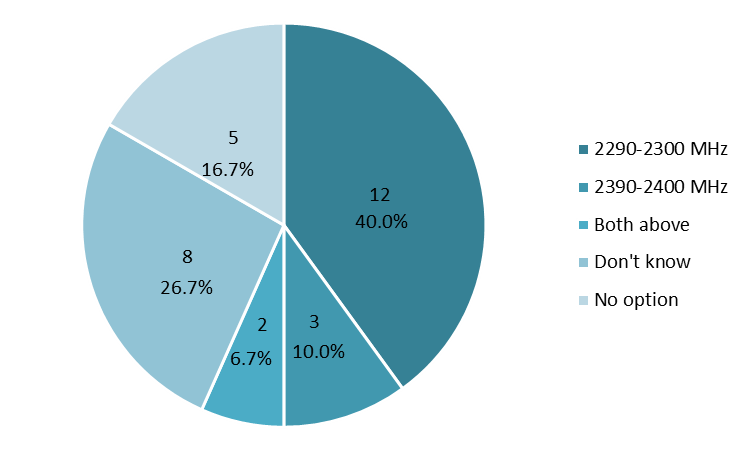 5
16.7%
12
40.0%
8
26.7%
2
6.7%
3
10.0%
2290-2300 MHz
2390-2400 MHz
Both above
Don't know
No option